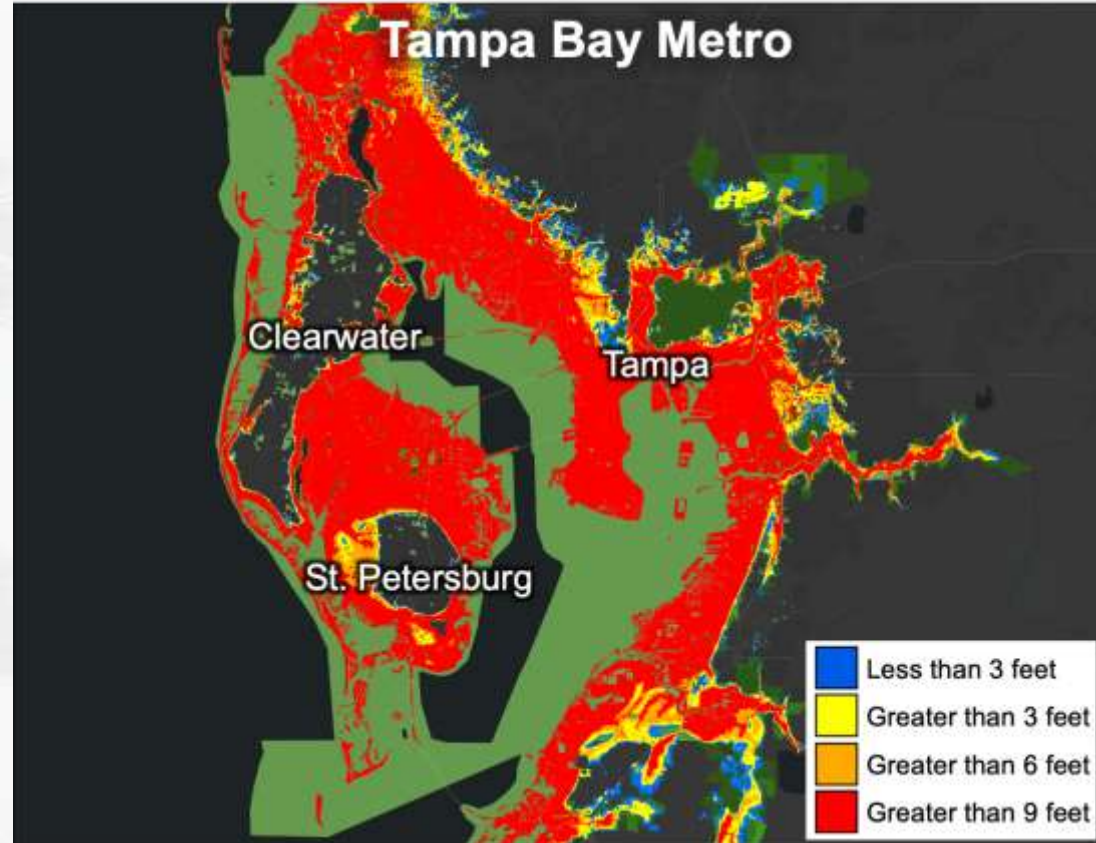 Tampa Bay Metro
Clearwater
Tampa
St. Petersburg
Less than 3 feet
Greater than 3 feet
Greater than 6 feet
Greater than 9 feet